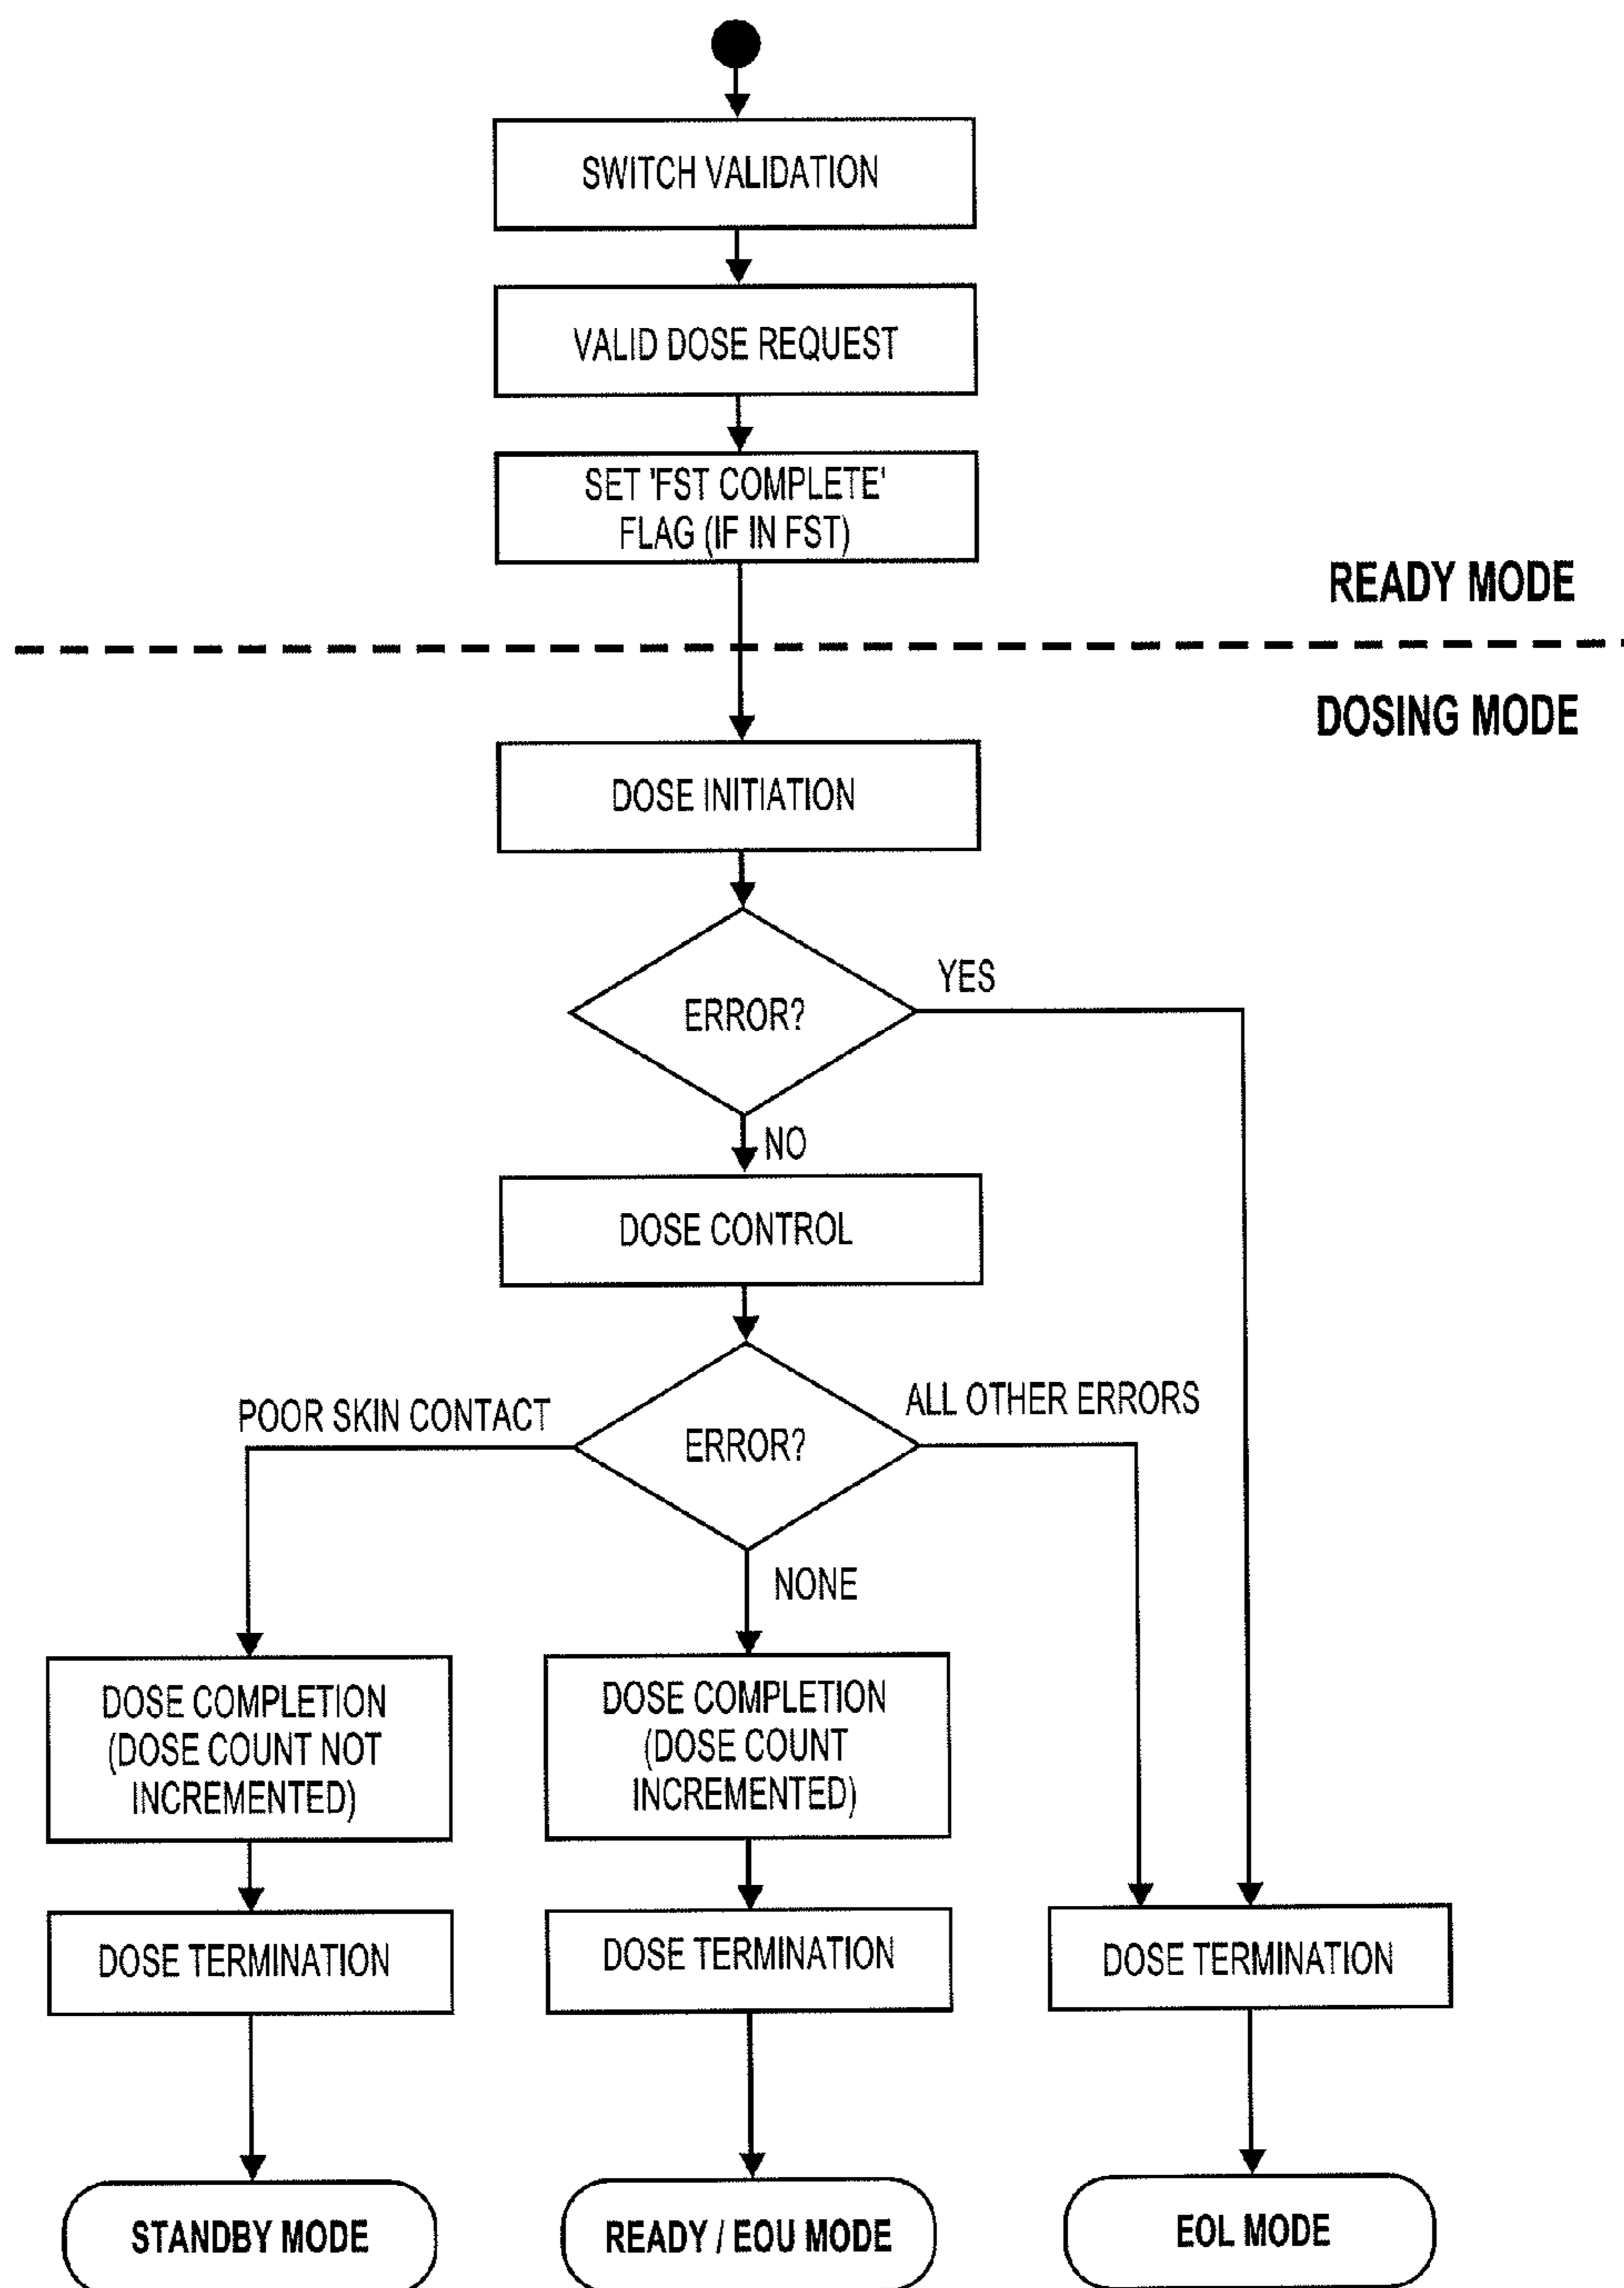 SWITCH VALIDATION
VALID DOSE REQUEST
SET 'FST COMPLETE'
FLAG (IF IN FST)
READY MODE
DOSING MODE
DOSE INITIATION
ERROR?
YES
NO
DOSE CONTROL
ERROR?
POOR SKIN CONTACT
ALL OTHER ERRORS
NONE
DOSE COMPLETION
(DOSE COUNT NOT
INCREMENTED)
DOSE COMPLETION
(DOSE COUNT
INCREMENTED)
DOSE TERMINATION
DOSE TERMINATION
DOSE TERMINATION
STANDBY MODE
READY / EOU MODE
EOL MODE